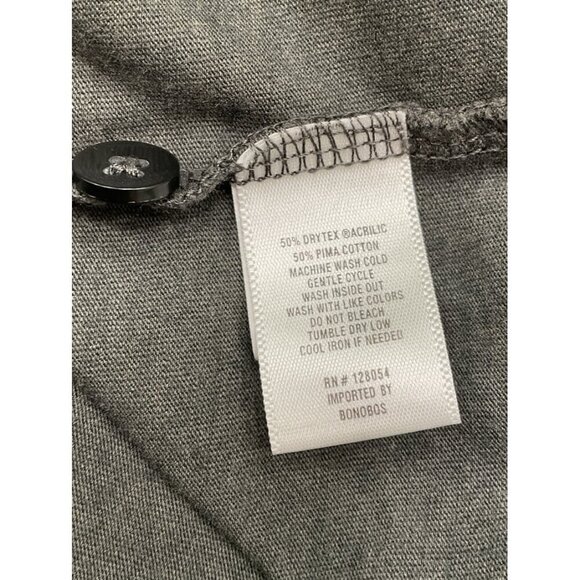 50% DRYTEX ®ACRILIC
50% PIMA COTTON
MACHINE WASH COLD
GENTLE CYCLE
WASH INSIDE OUT
WASH WITH LIKE COLORS
DO NOT BLEACH
TUMBLE DRY LOW
COOL IRON IF NEEDED
RN # 128054
IMPORTED BY
BONOBOS